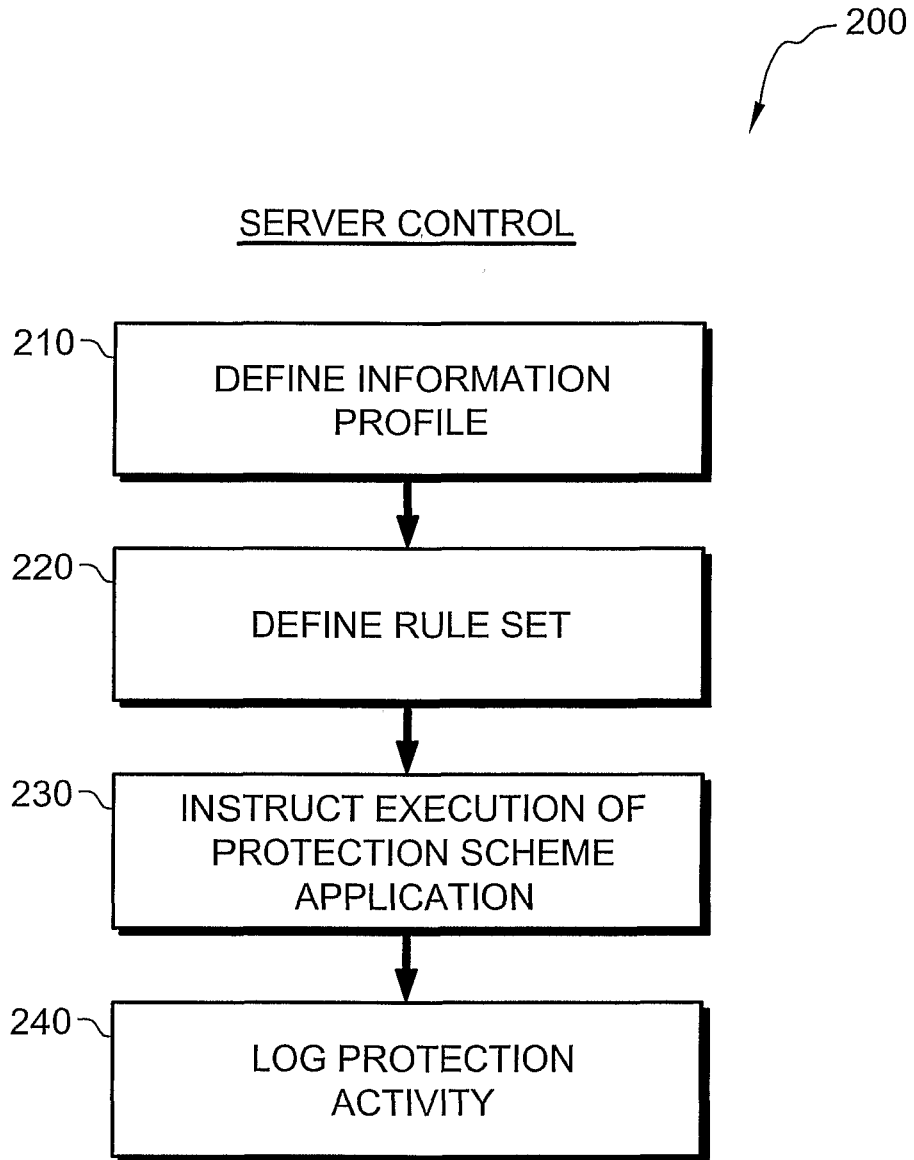 200
SERVER CONTROL
210
DEFINE INFORMATION
PROFILE
220
DEFINE RULE SET
230
INSTRUCT EXECUTION OF
PROTECTION SCHEME
APPLICATION
240
LOG PROTECTION
ACTIVITY